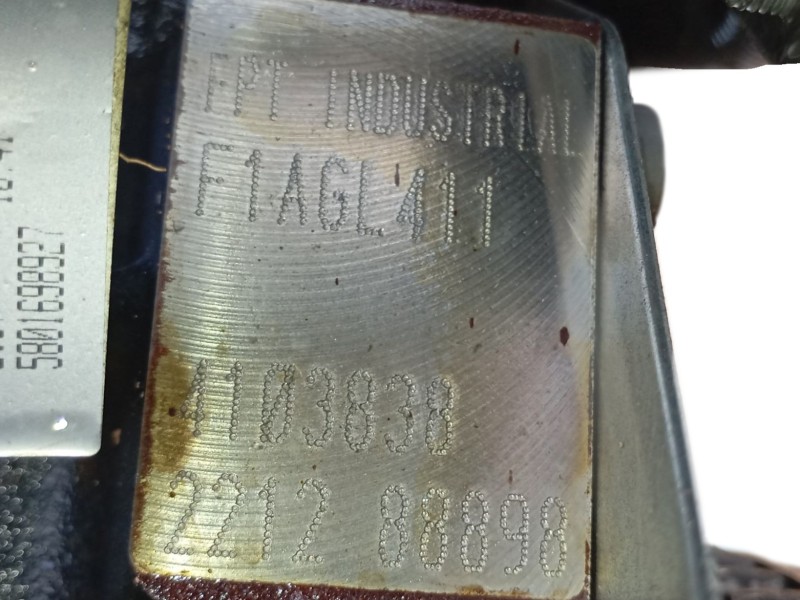 FPT INDUSTRIAL
F1AGL411
4103838
2212 88898
5801698927